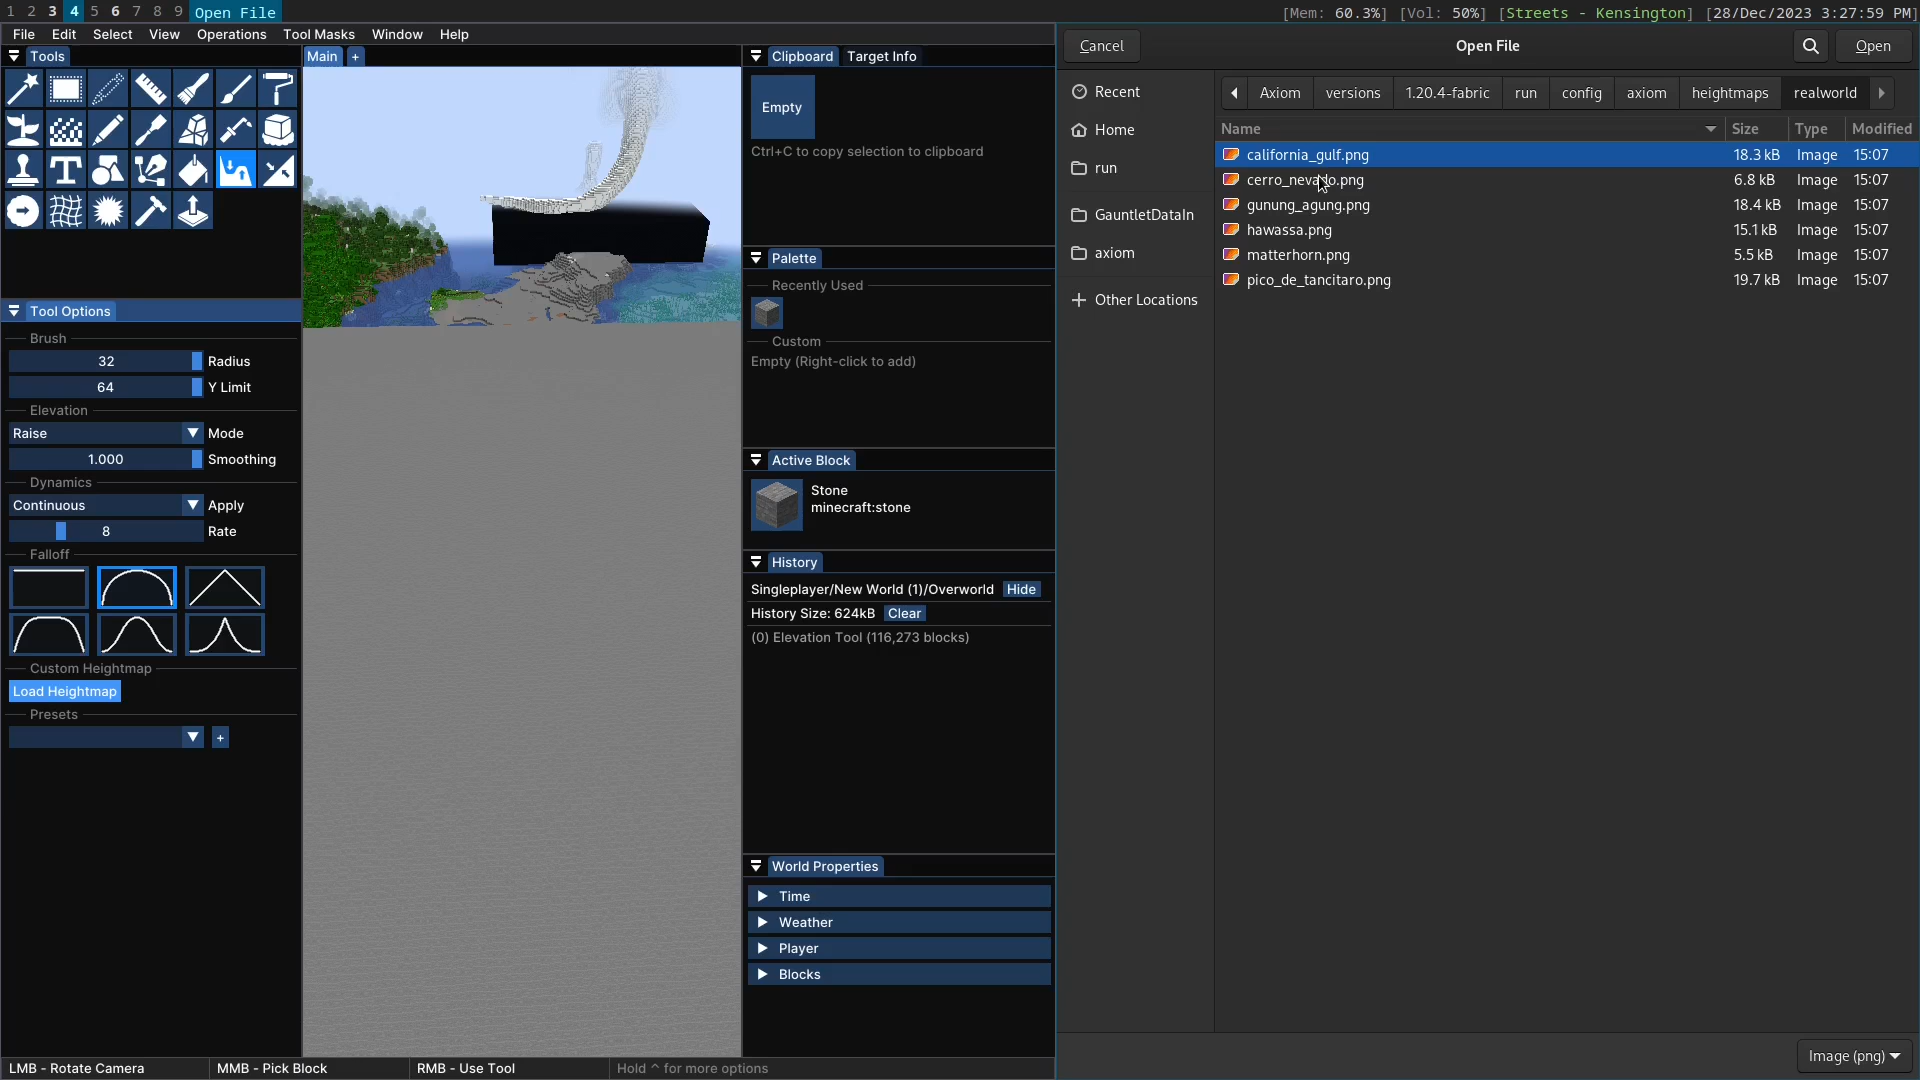 1 2 3 4 5 6 7 8 9 Open File
[Mem: 60.3%] [Vol: 50%] [Streets - Kensington] [28/Dec/2023 3:27:59 PM]
File Edit Select View Operations Tool Masks Window Help
Tools
Main +
Clipboard Target Info
Empty
Ctrl+C to copy selection to clipboard
Palette
Recently Used
Custom
Empty (Right-click to add)
Active Block
Stone
minecraft:stone
History
Singleplayer/New World (1)/Overworld Hide
History Size: 624kB Clear
(0) Elevation Tool (116,273 blocks)
World Properties
Time
Weather
Player
Blocks
Tool Options
Brush
32 Radius
64 Y Limit
Elevation
Raise Mode
1.000 Smoothing
Dynamics
Continuous Apply
8 Rate
Falloff
Custom Heightmap
Load Heightmap
Presets
+
LMB - Rotate Camera MMB - Pick Block RMB - Use Tool Hold ^ for more options
Cancel Open File Open
Recent
Home
run
GauntletDataIn
axiom
Other Locations
Axiom versions 1.20.4-fabric run config axiom heightmaps realworld
Name Size Type Modified
california_gulf.png 18.3 kB Image 15:07
cerro_nevado.png 6.8 kB Image 15:07
gunung_agung.png 18.4 kB Image 15:07
hawassa.png 15.1 kB Image 15:07
matterhorn.png 5.5 kB Image 15:07
pico_de_tancitaro.png 19.7 kB Image 15:07
Image (png)